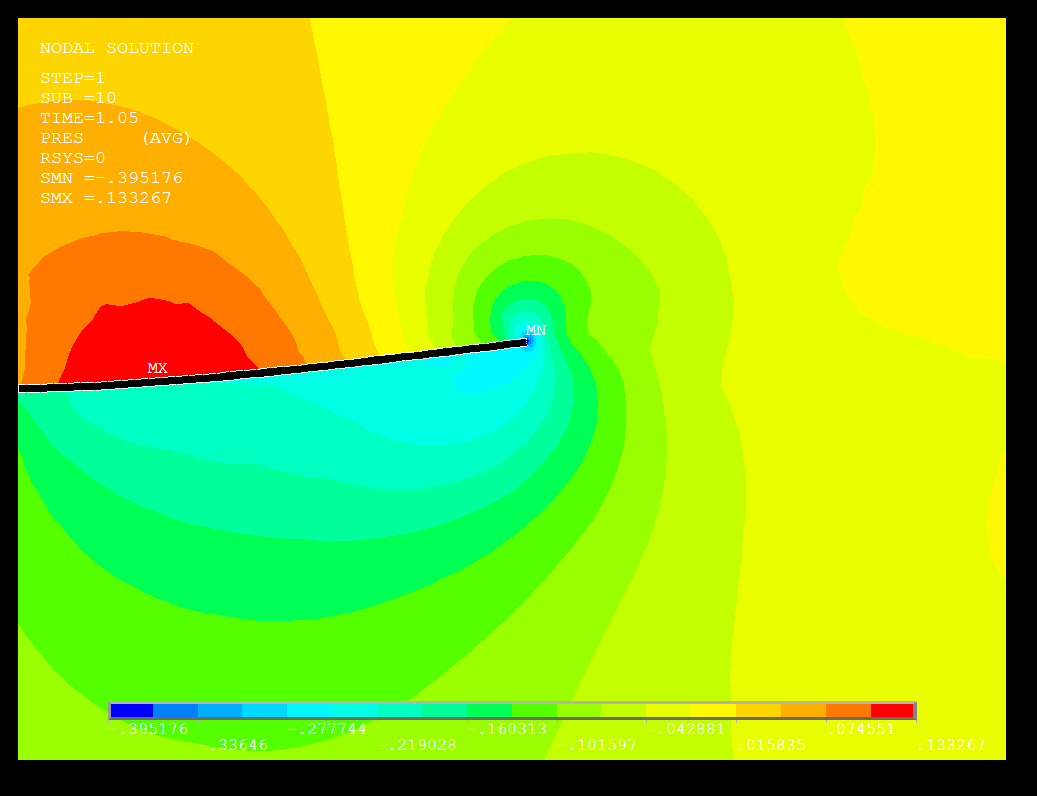 NODAL SOLUTION
STEP=1
SUB =10
TIME=1.05
PRES (AVG)
RSYS=0
SMN =-.395176
SMX =.133267
MN
MX
-.395176 -.277744 -.160313 -.042881 .074551
-.33646 -.219028 -.101597 .015835 .133267